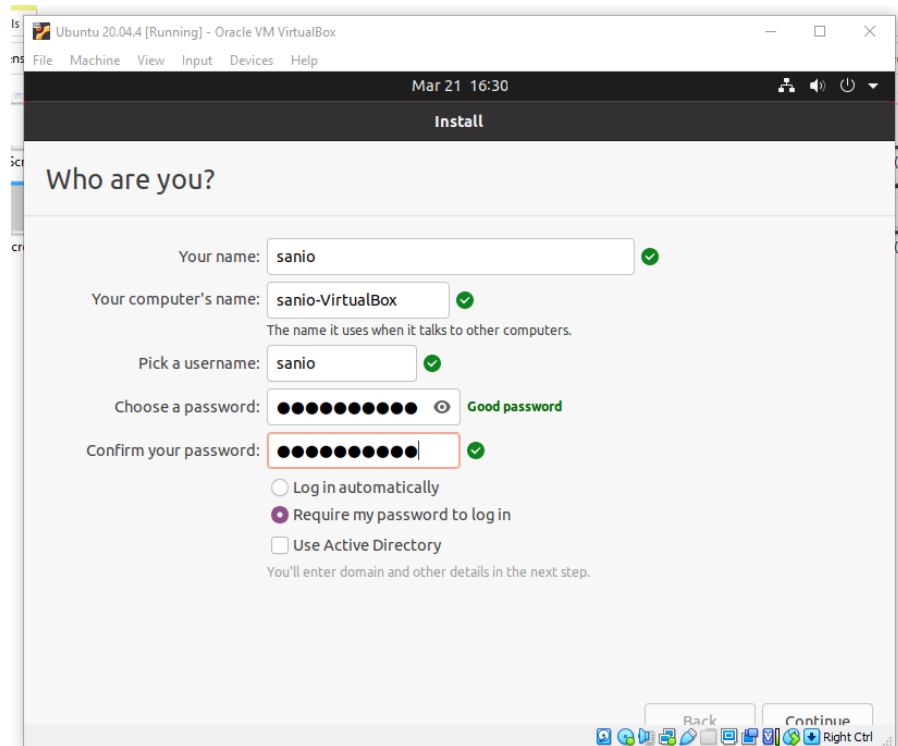 ls
Ubuntu 20.04.4 [Running] - Oracle VM VirtualBox
ens
File Machine View Input Devices Help
Mar 21 16:30
Install
Scr
Who are you?
cr
Your name: sanio
Your computer's name: sanio-VirtualBox
The name it uses when it talks to other computers.
Pick a username: sanio
Choose a password: ●●●●●●●●●● Good password
Confirm your password: ●●●●●●●●●●
Log in automatically
Require my password to log in
Use Active Directory
You'll enter domain and other details in the next step.
Back Continue
Right Ctrl